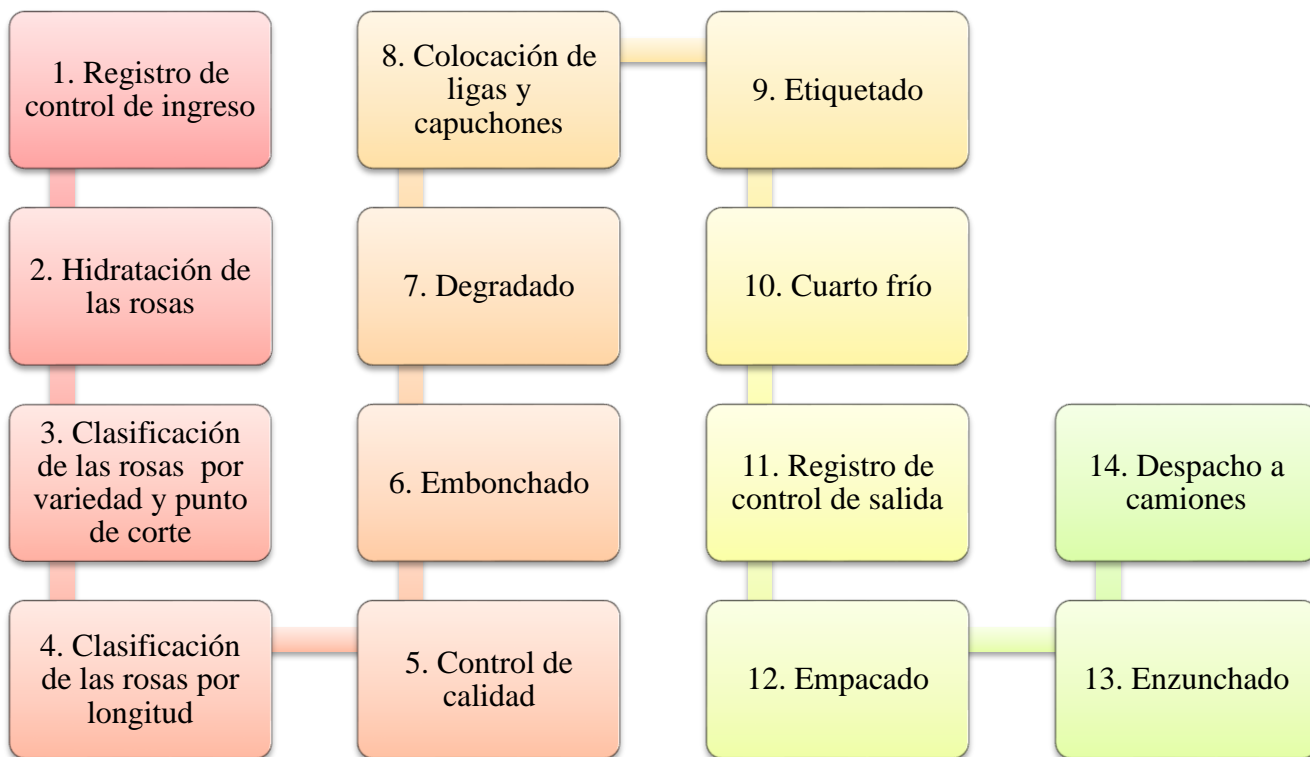 1. Registro de
control de ingreso
2. Hidratación de
las rosas
3. Clasificación
de las rosas  por
variedad y punto
de corte
4. Clasificación
de las rosas por
longitud
5. Control de
calidad
6. Embonchado
7. Degradado
8. Colocación de
ligas y
capuchones
9. Etiquetado
10. Cuarto frío
11. Registro de
control de salida
12. Empacado
13. Enzunchado
14. Despacho a
camiones